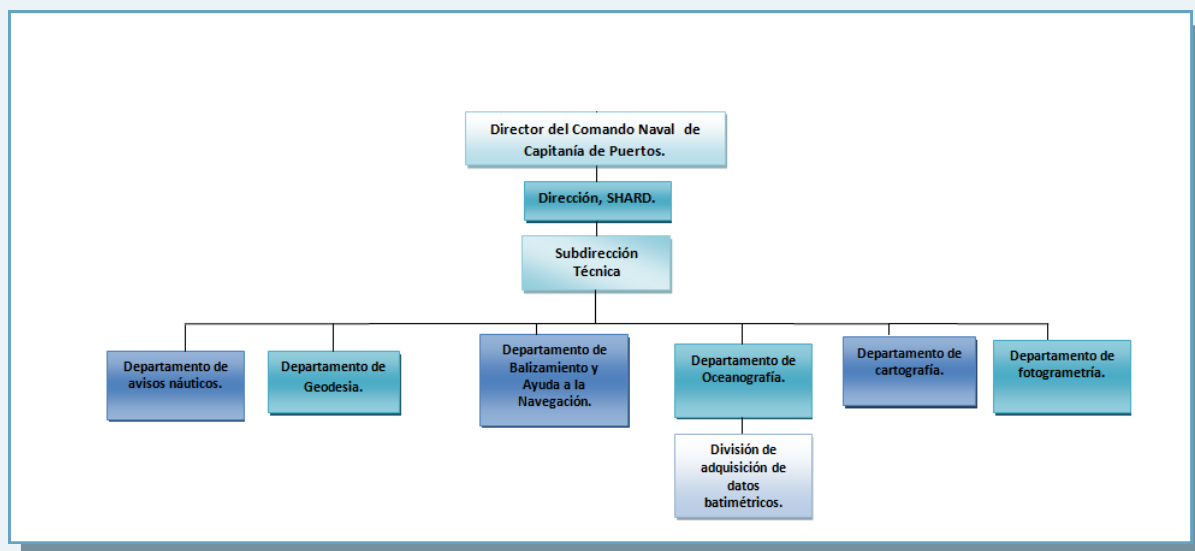 Director del Comando Naval de
Capitanía de Puertos.
Dirección, SHARD.
Subdirección
Técnica
Departamento de
avisos náuticos.
Departamento de
Geodesia.
Departamento de
Balizamiento y
Ayuda a la
Navegación.
Departamento de
Oceanografía.
Departamento de
cartografía.
Departamento de
fotogrametría.
División de
adquisición de
datos
batimétricos.